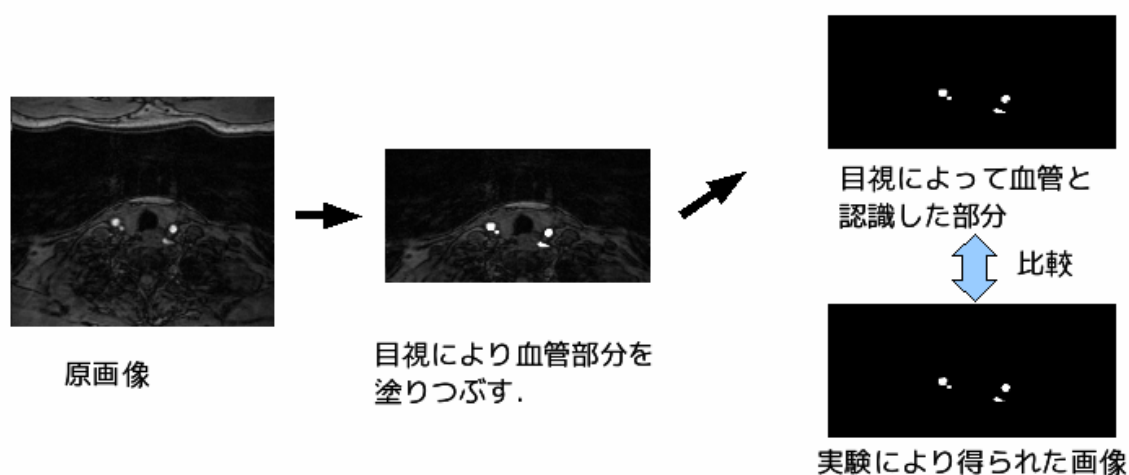 原画像
目視により血管部分を
塗りつぶす.
目視によって血管と
認識した部分
比較
実験により得られた画像